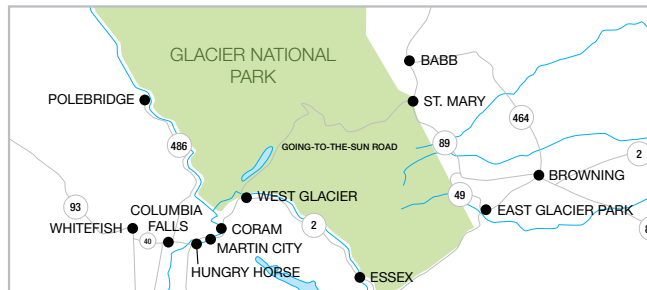 GLACIER NATIONAL
PARK
BABB
POLEBRIDGE
ST. MARY
464
486
GOING-TO-THE-SUN ROAD
89
2
BROWNING
93
WEST GLACIER
49
EAST GLACIER PARK
COLUMBIA
FALLS
WHITEFISH
40
CORAM
2
MARTIN CITY
HUNGRY HORSE
ESSEX